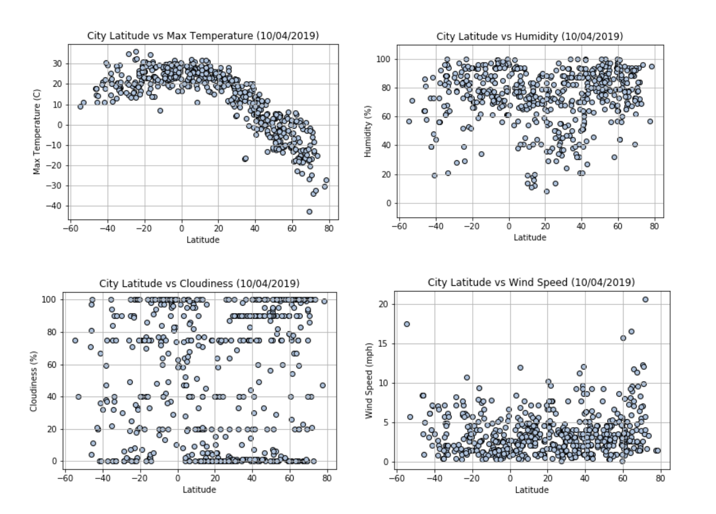 City Latitude vs Max Temperature (10/04/2019)
Max Temperature (C)
30
20
10
0
−10
−20
−30
−40
−60 −40 −20 0 20 40 60 80
Latitude
City Latitude vs Humidity (10/04/2019)
Humidity (%)
100
80
60
40
20
0
−60 −40 −20 0 20 40 60 80
Latitude
City Latitude vs Cloudiness (10/04/2019)
Cloudiness (%)
100
80
60
40
20
0
−60 −40 −20 0 20 40 60 80
Latitude
City Latitude vs Wind Speed (10/04/2019)
Wind Speed (mph)
20
15
10
5
0
−60 −40 −20 0 20 40 60 80
Latitude